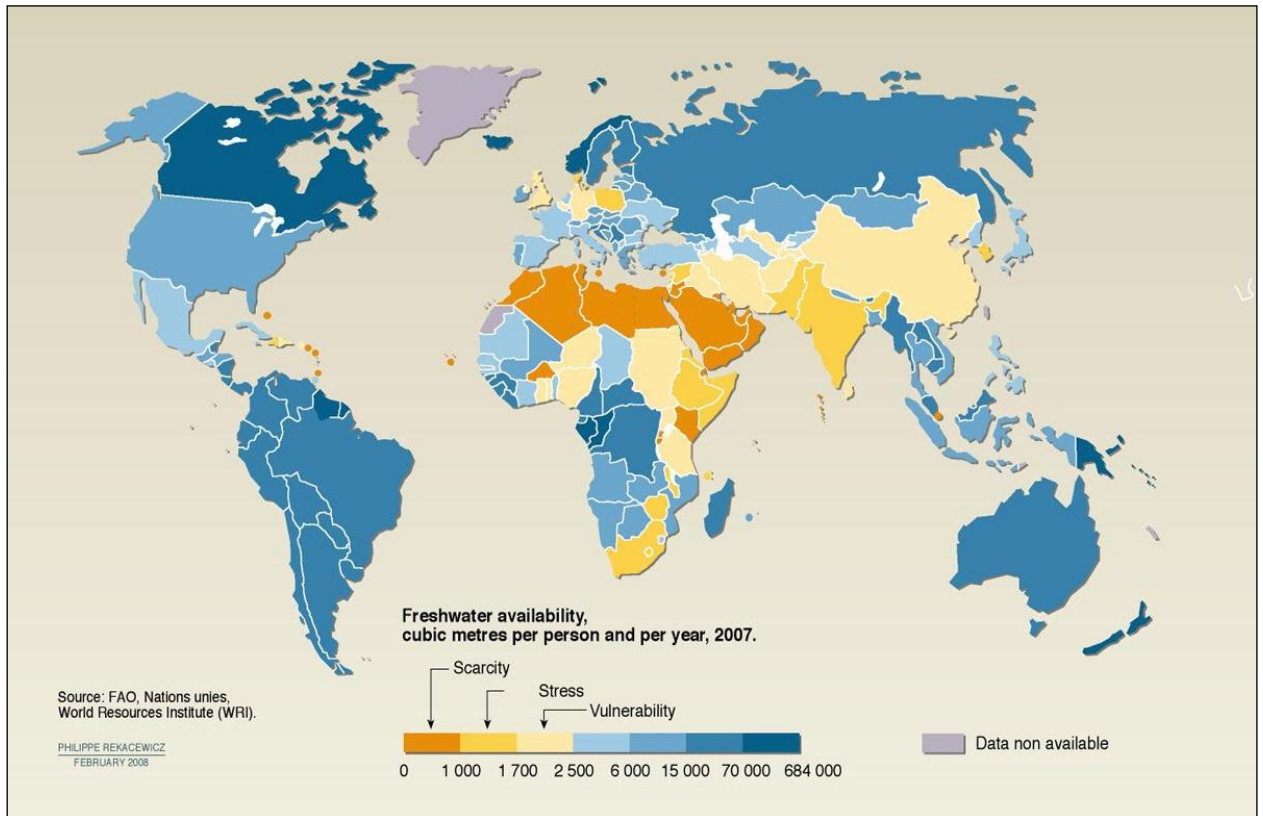 Freshwater availability,
cubic metres per person and per year, 2007.
Scarcity
Stress
Vulnerability
0 1 000 1 700 2 500 6 000 15 000 70 000 684 000
Data non available
Source: FAO, Nations unies,
World Resources Institute (WRI).
PHILIPPE REKACEWICZ
FEBRUARY 2008